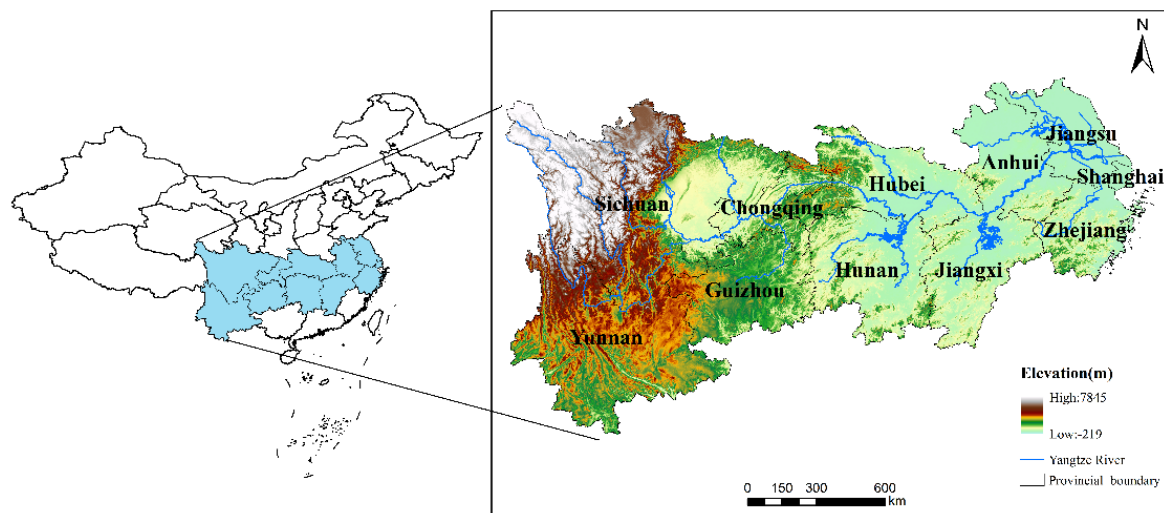 N
Jiangsu
Anhui
Shanghai
Hubei
Sichuan
Chongqing
Zhejiang
Hunan
Jiangxi
Guizhou
Yunnan
Elevation(m)
High:7845
Low:-219
Yangtze River
Provincial boundary
0 150 300 600
km